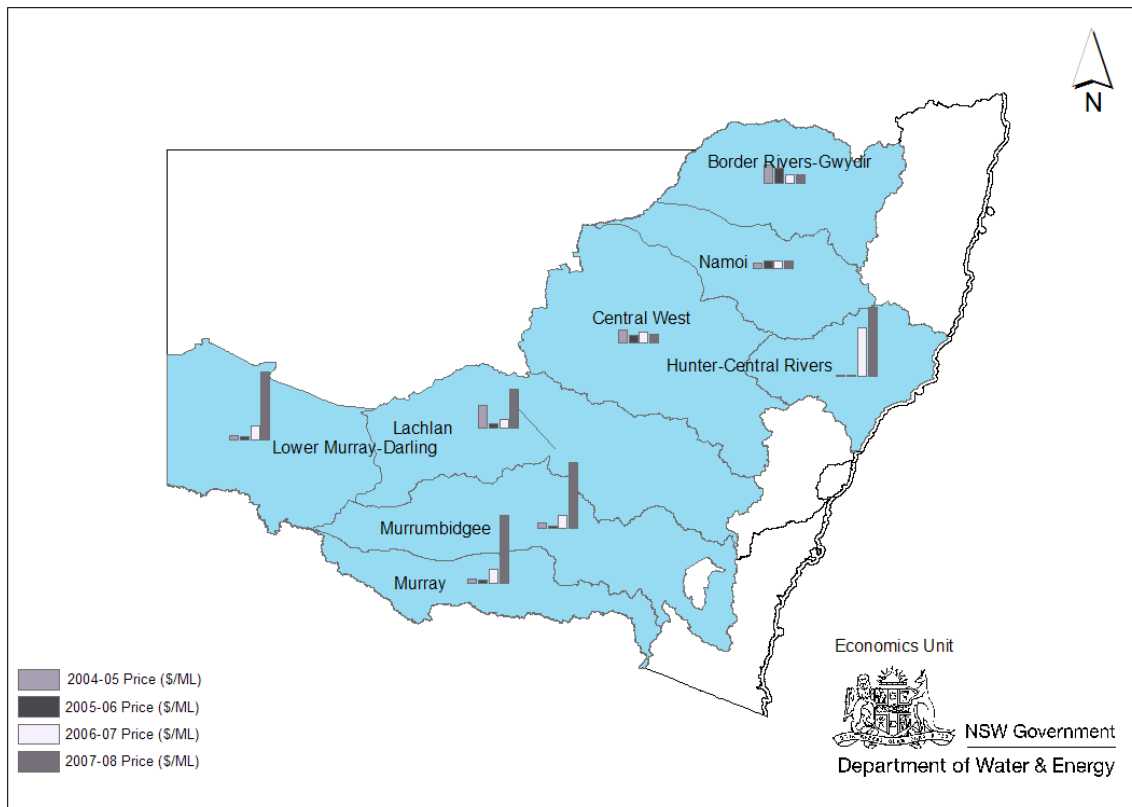 N
Border Rivers-Gwydir
Namoi
Central West
Hunter-Central Rivers
Lachlan
Lower Murray-Darling
Murrumbidgee
Murray
Economics Unit
2004-05 Price ($/ML)
2005-06 Price ($/ML)
2006-07 Price ($/ML)
2007-08 Price ($/ML)
NSW Government
Department of Water & Energy